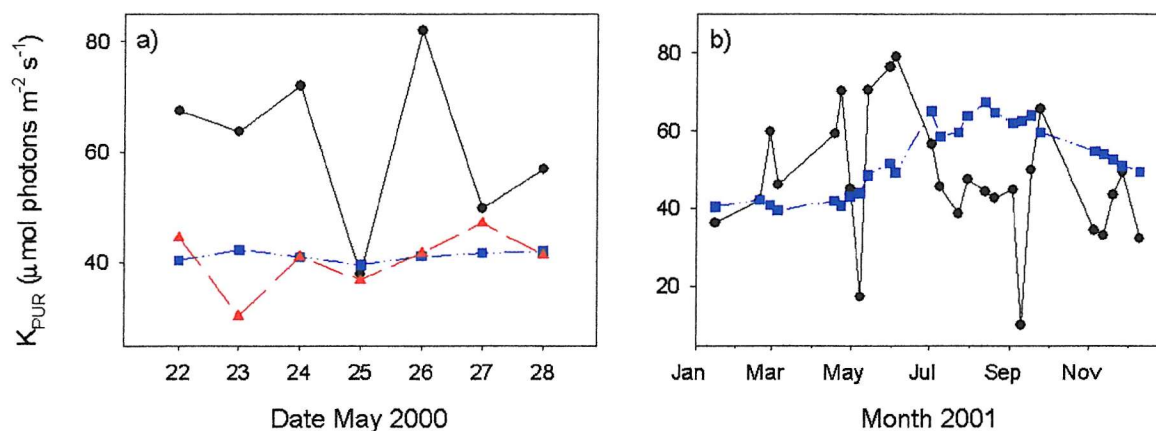 a)
80
60
40
K_PUR (μmol photons m⁻² s⁻¹)
22 23 24 25 26 27 28
Date May 2000
b)
80
60
40
20
Jan Mar May Jul Sep Nov
Month 2001